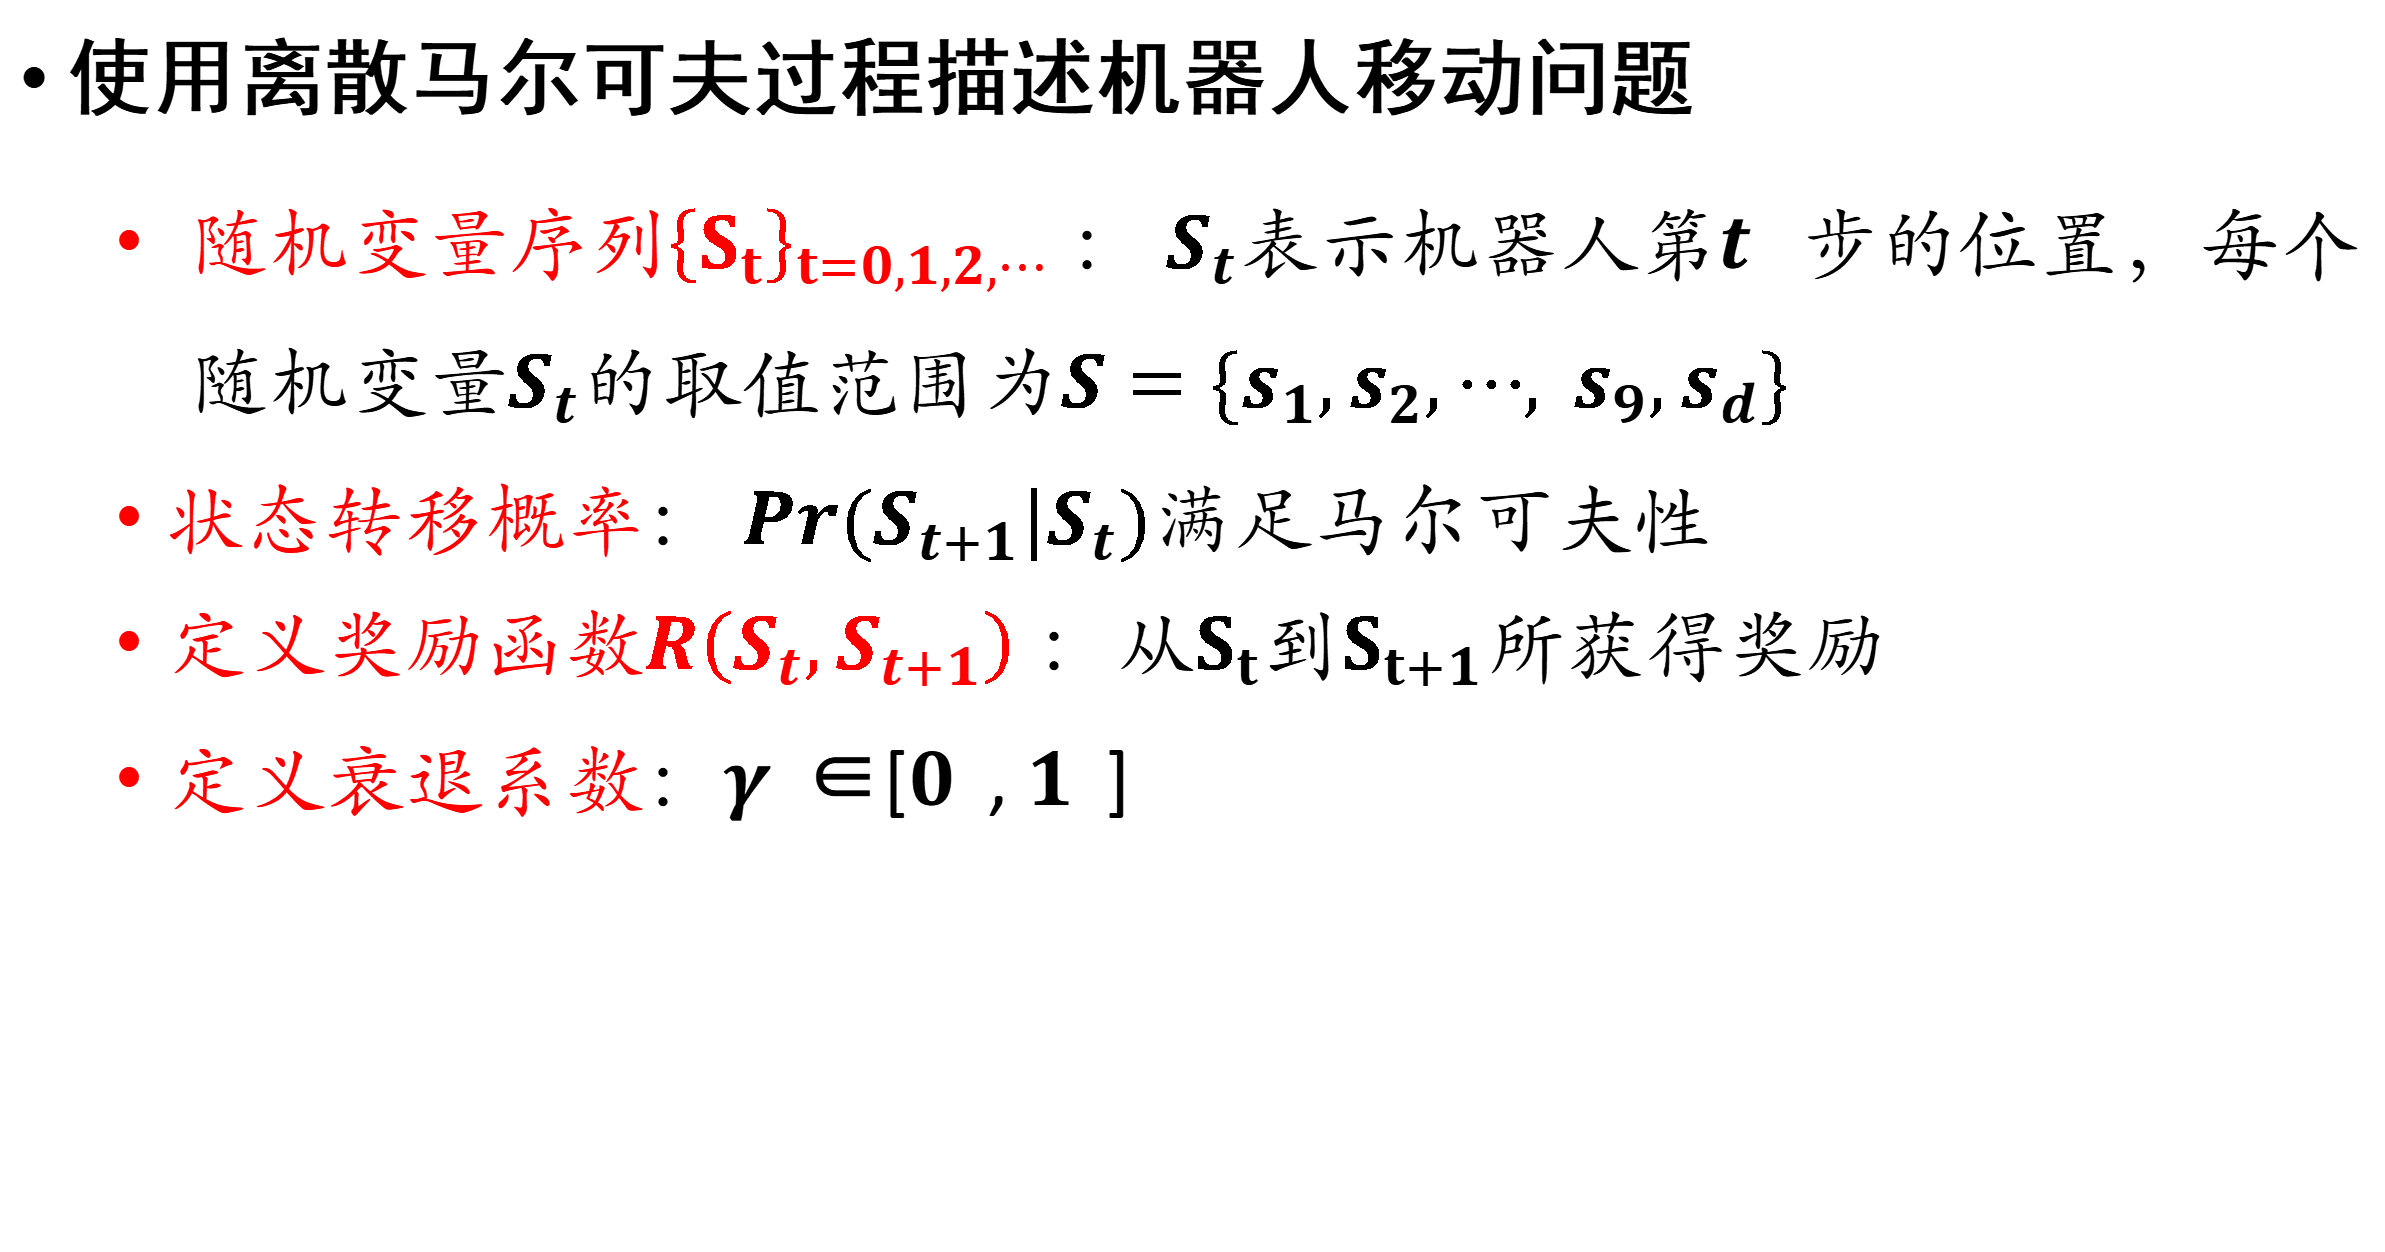 • 使用离散马尔可夫过程描述机器人移动问题
• 随机变量序列{S_t}_{t=0,1,2,⋯}： S_t表示机器人第t 步的位置，每个
随机变量S_t的取值范围为S = {s_1, s_2, ⋯, s_9, s_d}
• 状态转移概率： Pr(S_{t+1}|S_t)满足马尔可夫性
• 定义奖励函数R(S_t, S_{t+1})： 从S_t到S_{t+1}所获得奖励
• 定义衰退系数：γ ∈[0 , 1 ]